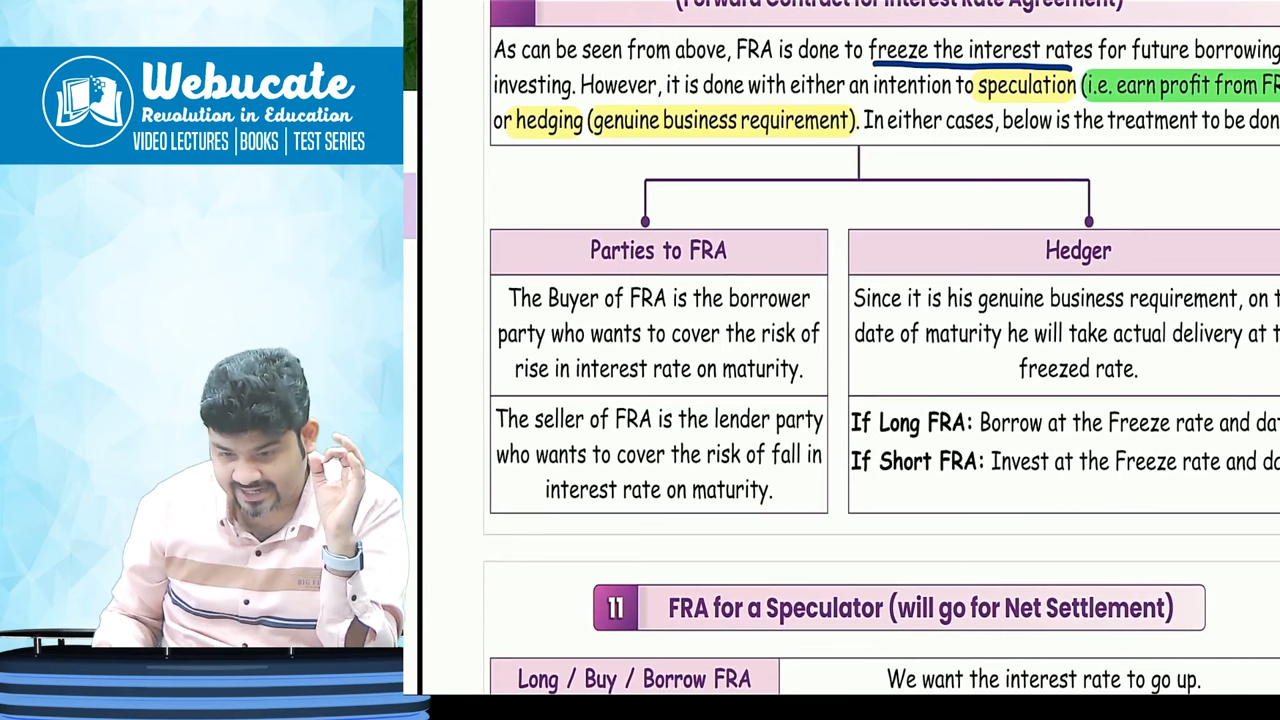 Webucate
Revolution in Education
VIDEO LECTURES | BOOKS | TEST SERIES
(Forward Contract for Interest Rate Agreement)
As can be seen from above, FRA is done to freeze the interest rates for future borrowing
investing. However, it is done with either an intention to speculation (i.e. earn profit from
or hedging (genuine business requirement). In either cases, below is the treatment to be
Parties to FRA
The Buyer of FRA is the borrower
party who wants to cover the risk of
rise in interest rate on maturity.
The seller of FRA is the lender party
who wants to cover the risk of fall in
interest rate on maturity.
Hedger
Since it is his genuine business requirement, on
date of maturity he will take actual delivery at
freezed rate.
If Long FRA: Borrow at the Freeze rate and
If Short FRA: Invest at the Freeze rate and
11 FRA for a Speculator (will go for Net Settlement)
Long / Buy / Borrow FRA
We want the interest rate to go up.